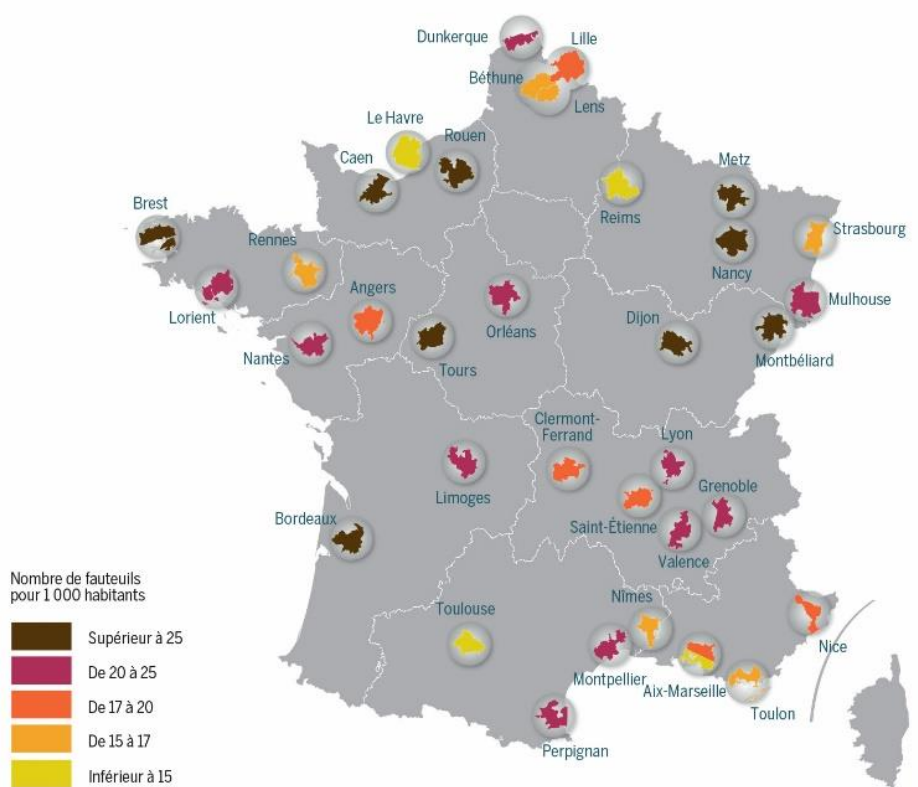 Dunkerque
Lille
Béthune
Lens
Le Havre
Rouen
Caen
Metz
Reims
Brest
Rennes
Strasbourg
Nancy
Angers
Lorient
Orléans
Mulhouse
Dijon
Nantes
Tours
Montbéliard
Clermont-
Ferrand
Lyon
Limoges
Grenoble
Saint-Étienne
Bordeaux
Valence
Nîmes
Toulouse
Nice
Montpellier
Aix-Marseille
Toulon
Perpignan
Nombre de fauteuils
pour 1 000 habitants
Supérieur à 25
De 20 à 25
De 17 à 20
De 15 à 17
Inférieur à 15